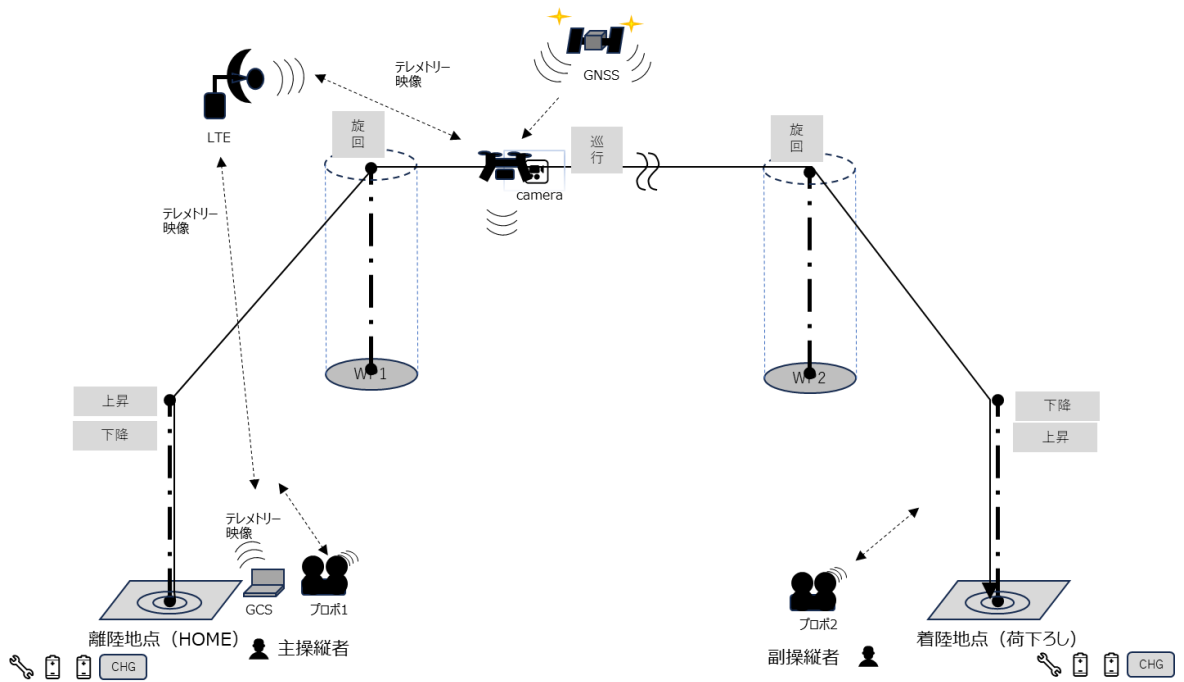 GNSS
テレメトリー
映像
LTE
旋
回
巡
行
旋
回
camera
テレメトリー
映像
WP1
WP2
上昇
下降
下降
上昇
テレメトリー
映像
GCS
プロポ1
プロポ2
離陸地点（HOME）
主操縦者
副操縦者
着陸地点（荷下ろし）
CHG
CHG